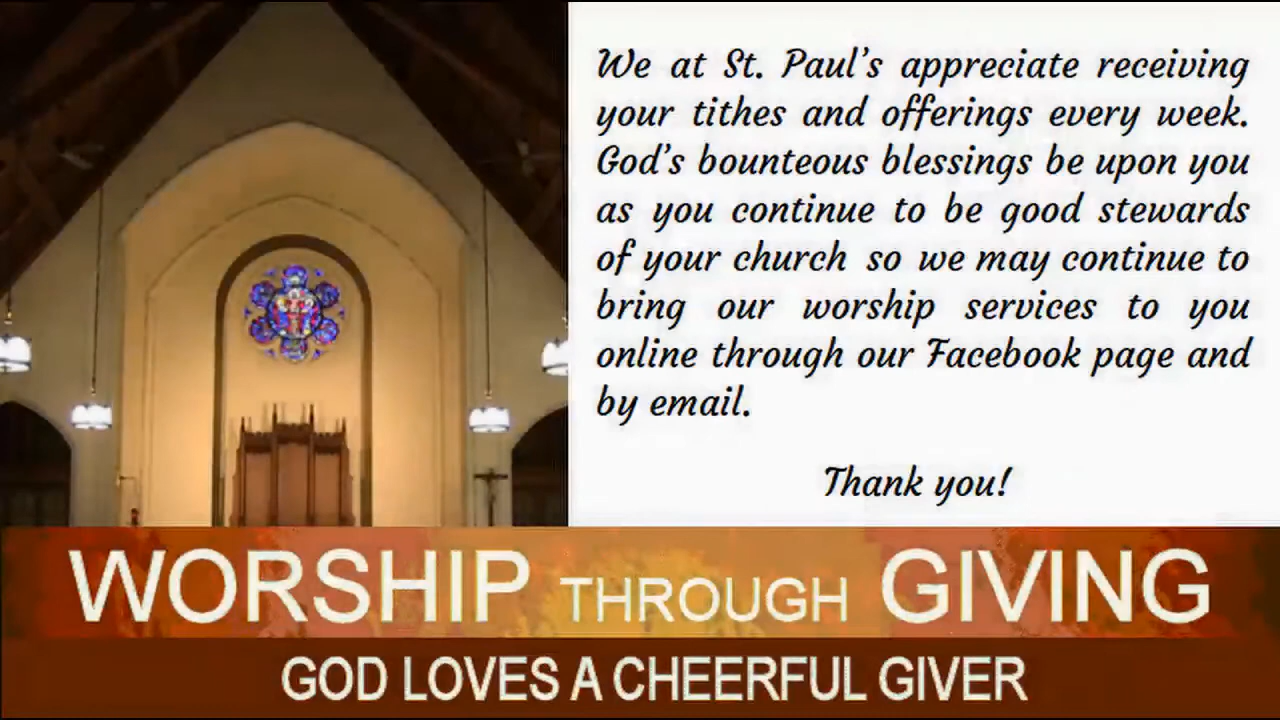 We at St. Paul's appreciate receiving
your tithes and offerings every week.
God's bounteous blessings be upon you
as you continue to be good stewards
of your church so we may continue to
bring our worship services to you
online through our Facebook page and
by email.
Thank you!
WORSHIP THROUGH GIVING
GOD LOVES A CHEERFUL GIVER